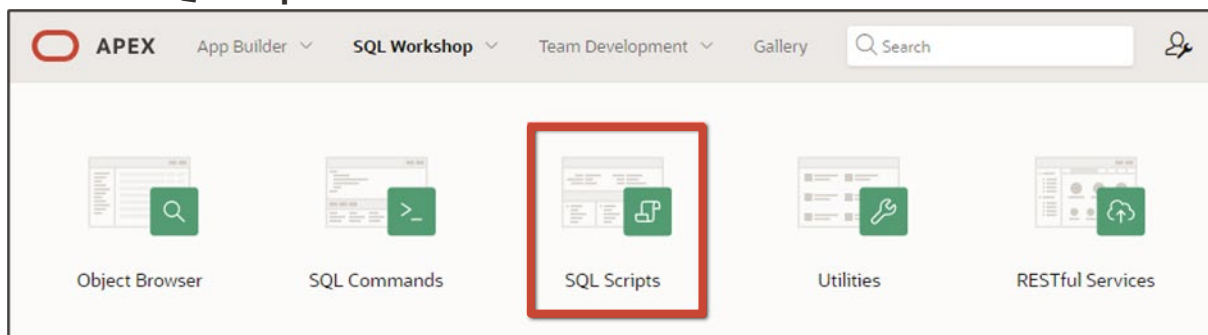 APEX App Builder SQL Workshop Team Development Gallery Search
Object Browser SQL Commands SQL Scripts Utilities RESTful Services